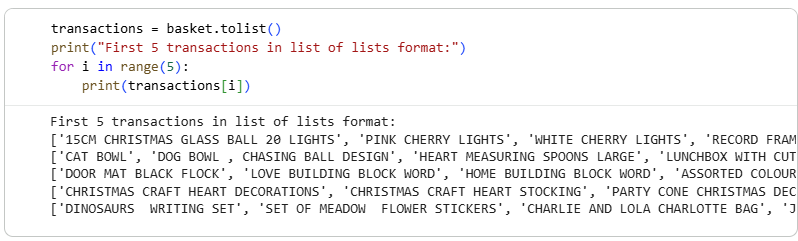 transactions = basket.tolist()
print("First 5 transactions in list of lists format:")
for i in range(5):
    print(transactions[i])
First 5 transactions in list of lists format:
['15CM CHRISTMAS GLASS BALL 20 LIGHTS', 'PINK CHERRY LIGHTS', 'WHITE CHERRY LIGHTS', 'RECORD FRAM
['CAT BOWL', 'DOG BOWL , CHASING BALL DESIGN', 'HEART MEASURING SPOONS LARGE', 'LUNCHBOX WITH CUT
['DOOR MAT BLACK FLOCK', 'LOVE BUILDING BLOCK WORD', 'HOME BUILDING BLOCK WORD', 'ASSORTED COLOUR
['CHRISTMAS CRAFT HEART DECORATIONS', 'CHRISTMAS CRAFT HEART STOCKING', 'PARTY CONE CHRISTMAS DEC
['DINOSAURS  WRITING SET', 'SET OF MEADOW  FLOWER STICKERS', 'CHARLIE AND LOLA CHARLOTTE BAG', 'J